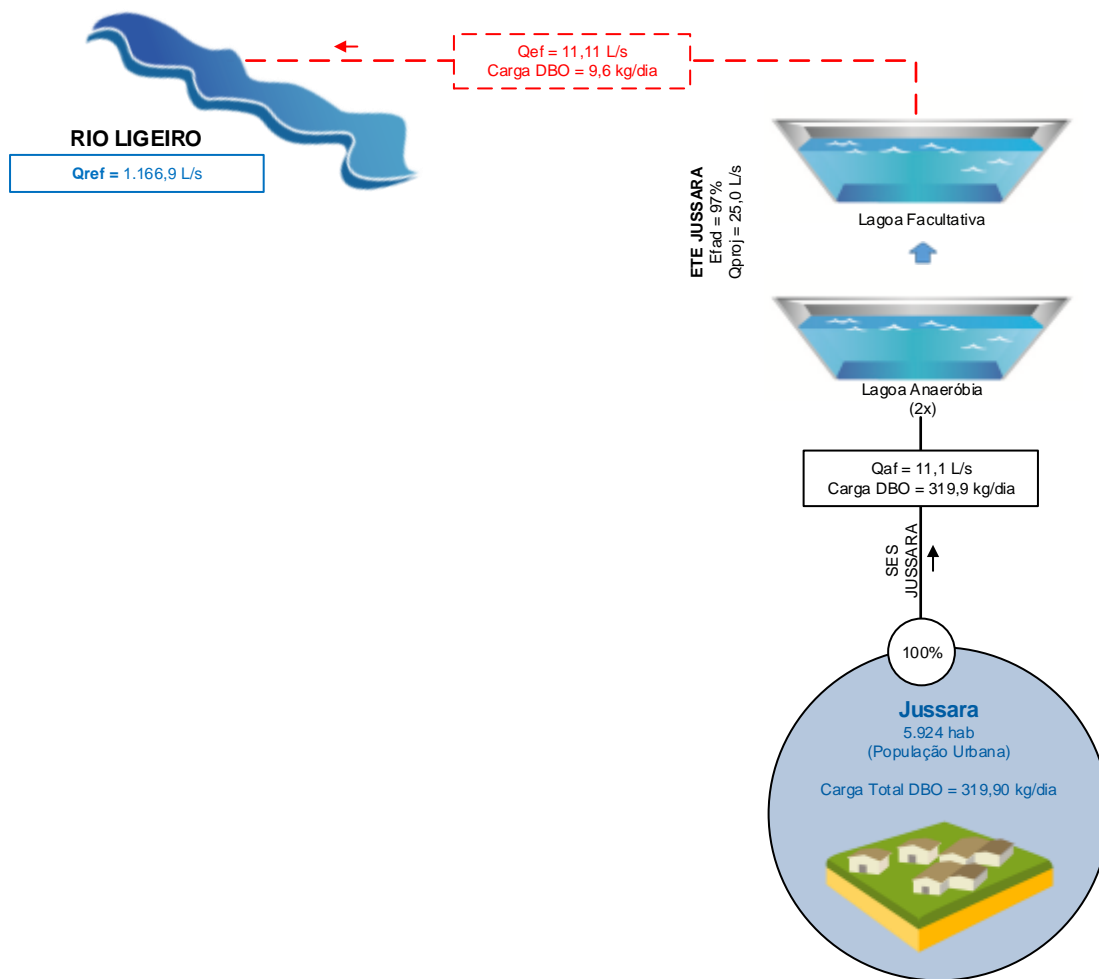 Qef = 11,11 L/s
Carga DBO = 9,6 kg/dia
RIO LIGEIRO
Qref = 1.166,9 L/s
ETE JUSSARA
Efad = 97%
Qproj = 25,0 L/s
Lagoa Facultativa
Lagoa Anaeróbia
(2x)
Qaf = 11,1 L/s
Carga DBO = 319,9 kg/dia
SES
JUSSARA
100%
Jussara
5.924 hab
(População Urbana)
Carga Total DBO = 319,90 kg/dia